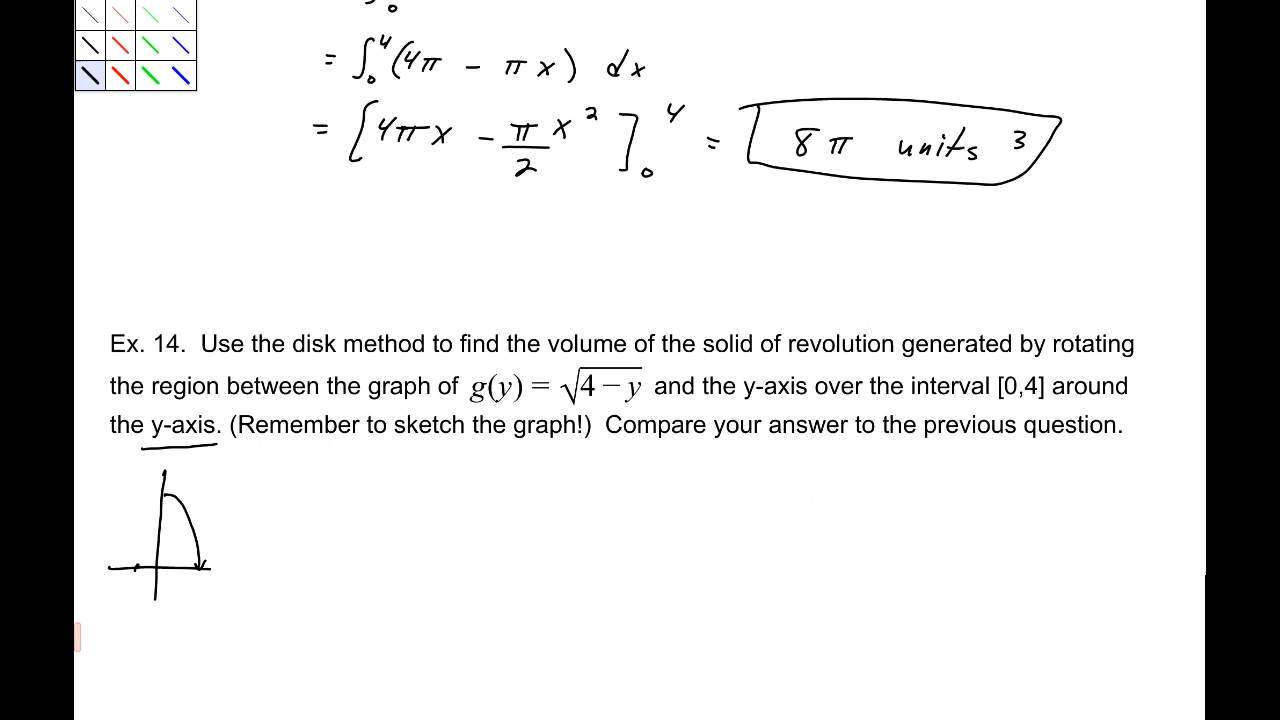 0
= ∫₀⁴ (4π - πx) dx
= [4πx - π/2 x²]₀⁴ = 8π units³
Ex. 14. Use the disk method to find the volume of the solid of revolution generated by rotating
the region between the graph of g(y) = √(4 − y) and the y-axis over the interval [0,4] around
the y-axis. (Remember to sketch the graph!) Compare your answer to the previous question.